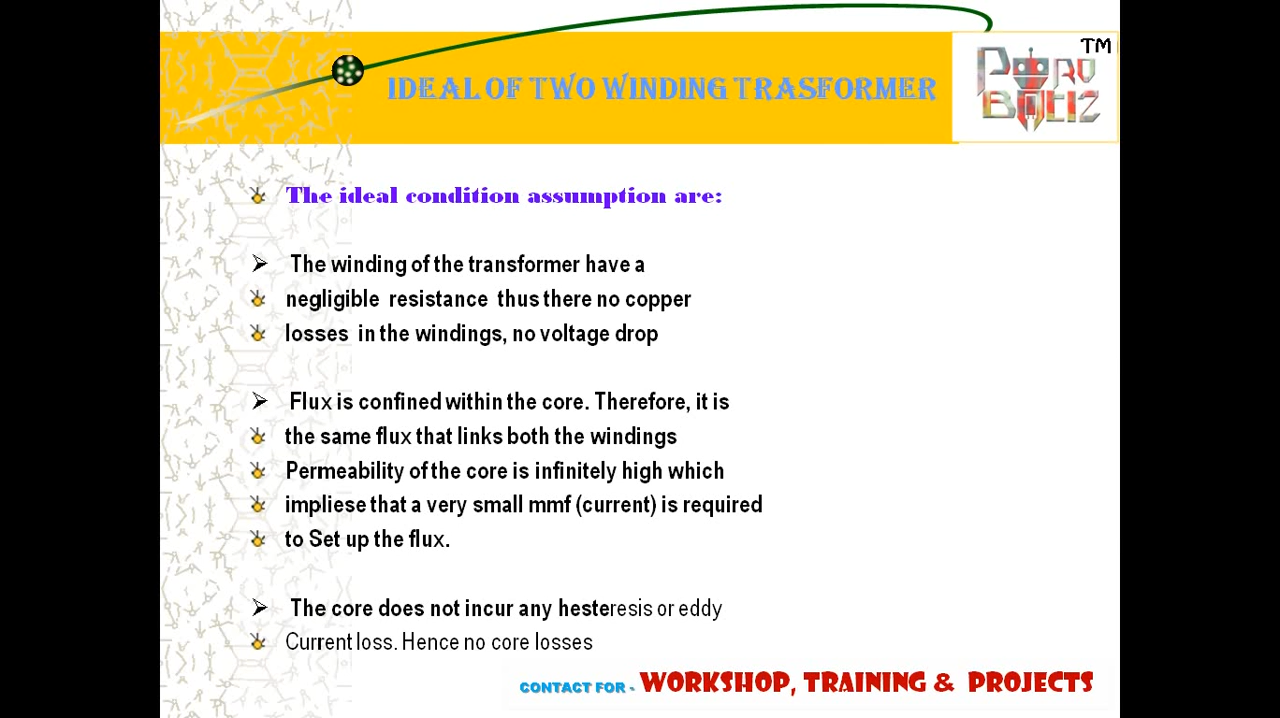 IDEAL OF TWO WINDING TRASFORMER
TM
PORO
BOTIZ
The ideal condition assumption are:
The winding of the transformer have a
negligible resistance thus there no copper
losses in the windings, no voltage drop
Flux is confined within the core. Therefore, it is
the same flux that links both the windings
Permeability of the core is infinitely high which
impliese that a very small mmf (current) is required
to Set up the flux.
The core does not incur any hesteresis or eddy
Current loss. Hence no core losses
CONTACT FOR - WORKSHOP, TRAINING & PROJECTS